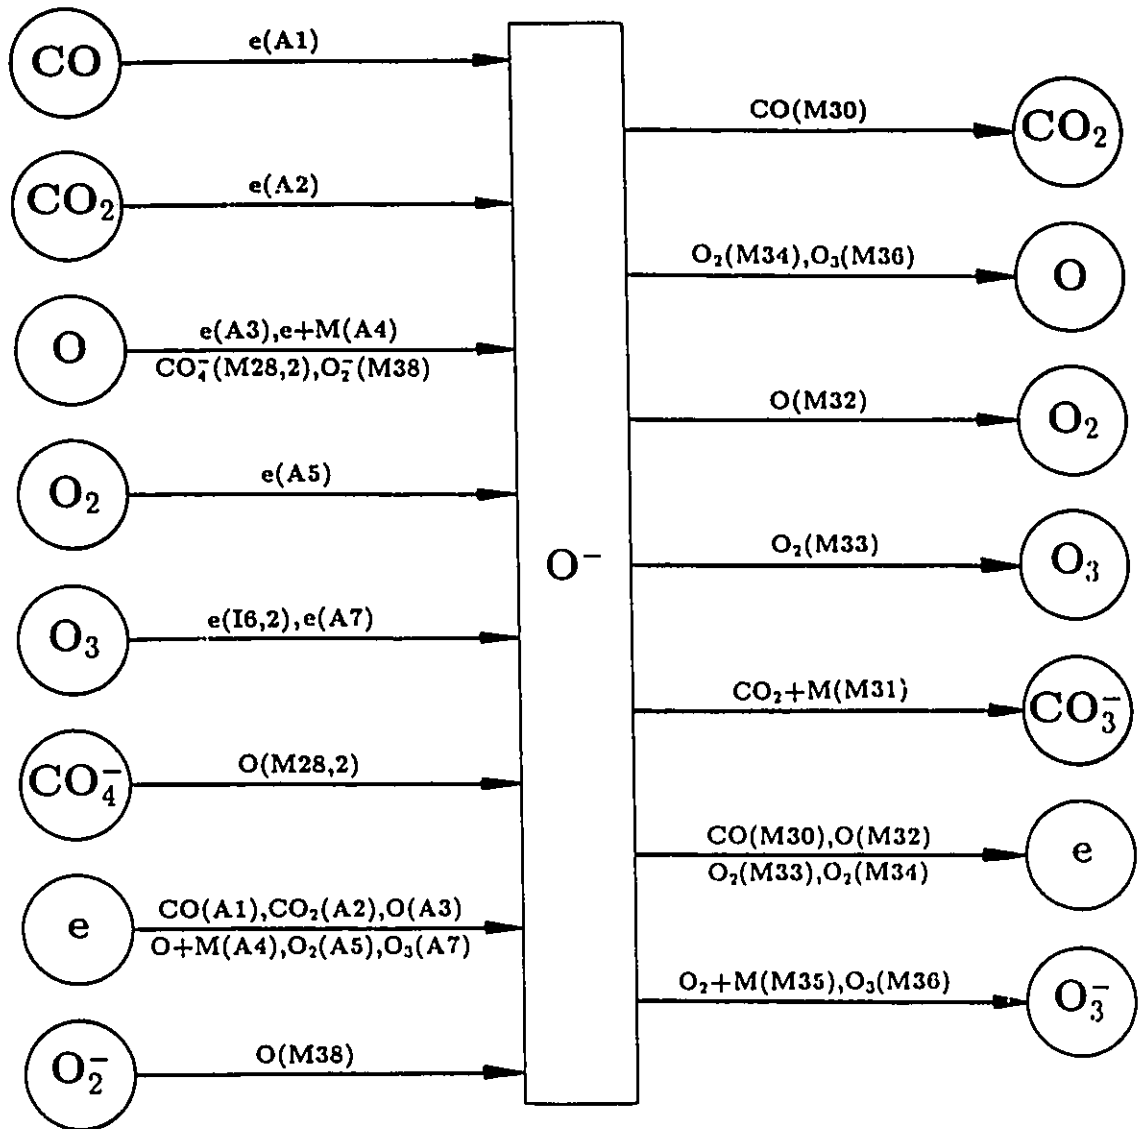 CO
e(A1)
CO₂
e(A2)
O
e(A3),e+M(A4)
CO₄⁻(M28,2),O₂⁻(M38)
O₂
e(A5)
O₃
e(I6,2),e(A7)
CO₄⁻
O(M28,2)
e
CO(A1),CO₂(A2),O(A3)
O+M(A4),O₂(A5),O₃(A7)
O₂⁻
O(M38)
O⁻
CO(M30)
CO₂
O₂(M34),O₃(M36)
O
O(M32)
O₂
O₂(M33)
O₃
CO₂+M(M31)
CO₃⁻
CO(M30),O(M32)
O₂(M33),O₂(M34)
e
O₂+M(M35),O₃(M36)
O₃⁻